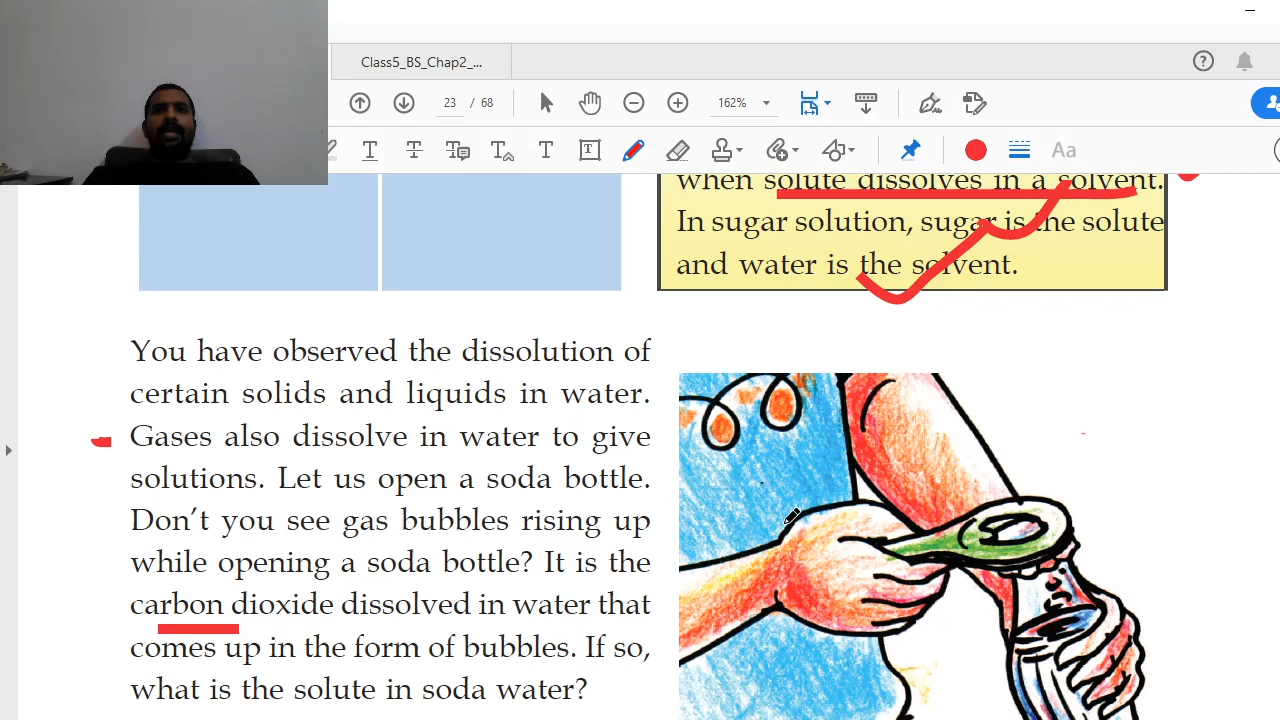 Class5_BS_Chap2_...
23 / 68
162%
Aa
when solute dissolves in a solvent.
In sugar solution, sugar is the solute
and water is the solvent.
You have observed the dissolution of
certain solids and liquids in water.
Gases also dissolve in water to give
solutions. Let us open a soda bottle.
Don't you see gas bubbles rising up
while opening a soda bottle? It is the
carbon dioxide dissolved in water that
comes up in the form of bubbles. If so,
what is the solute in soda water?